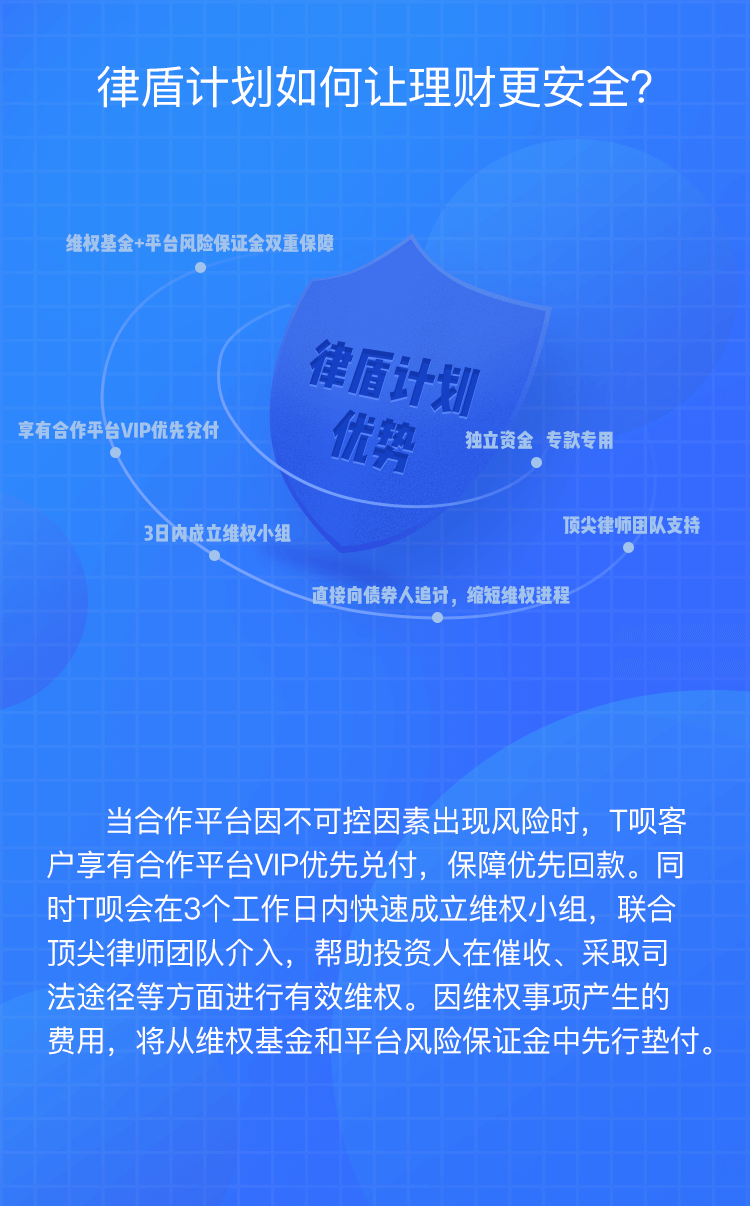 律盾计划如何让理财更安全？
维权基金+平台风险保证金双重保障
律盾计划
优势
享有合作平台VIP优先兑付
独立资金 专款专用
3日内成立维权小组
顶尖律师团队支持
直接向债券人追讨，缩短维权进程
当合作平台因不可控因素出现风险时，T呗客
户享有合作平台VIP优先兑付，保障优先回款。同
时T呗会在3个工作日内快速成立维权小组，联合
顶尖律师团队介入，帮助投资人在催收、采取司
法途径等方面进行有效维权。因维权事项产生的
费用，将从维权基金和平台风险保证金中先行垫付。